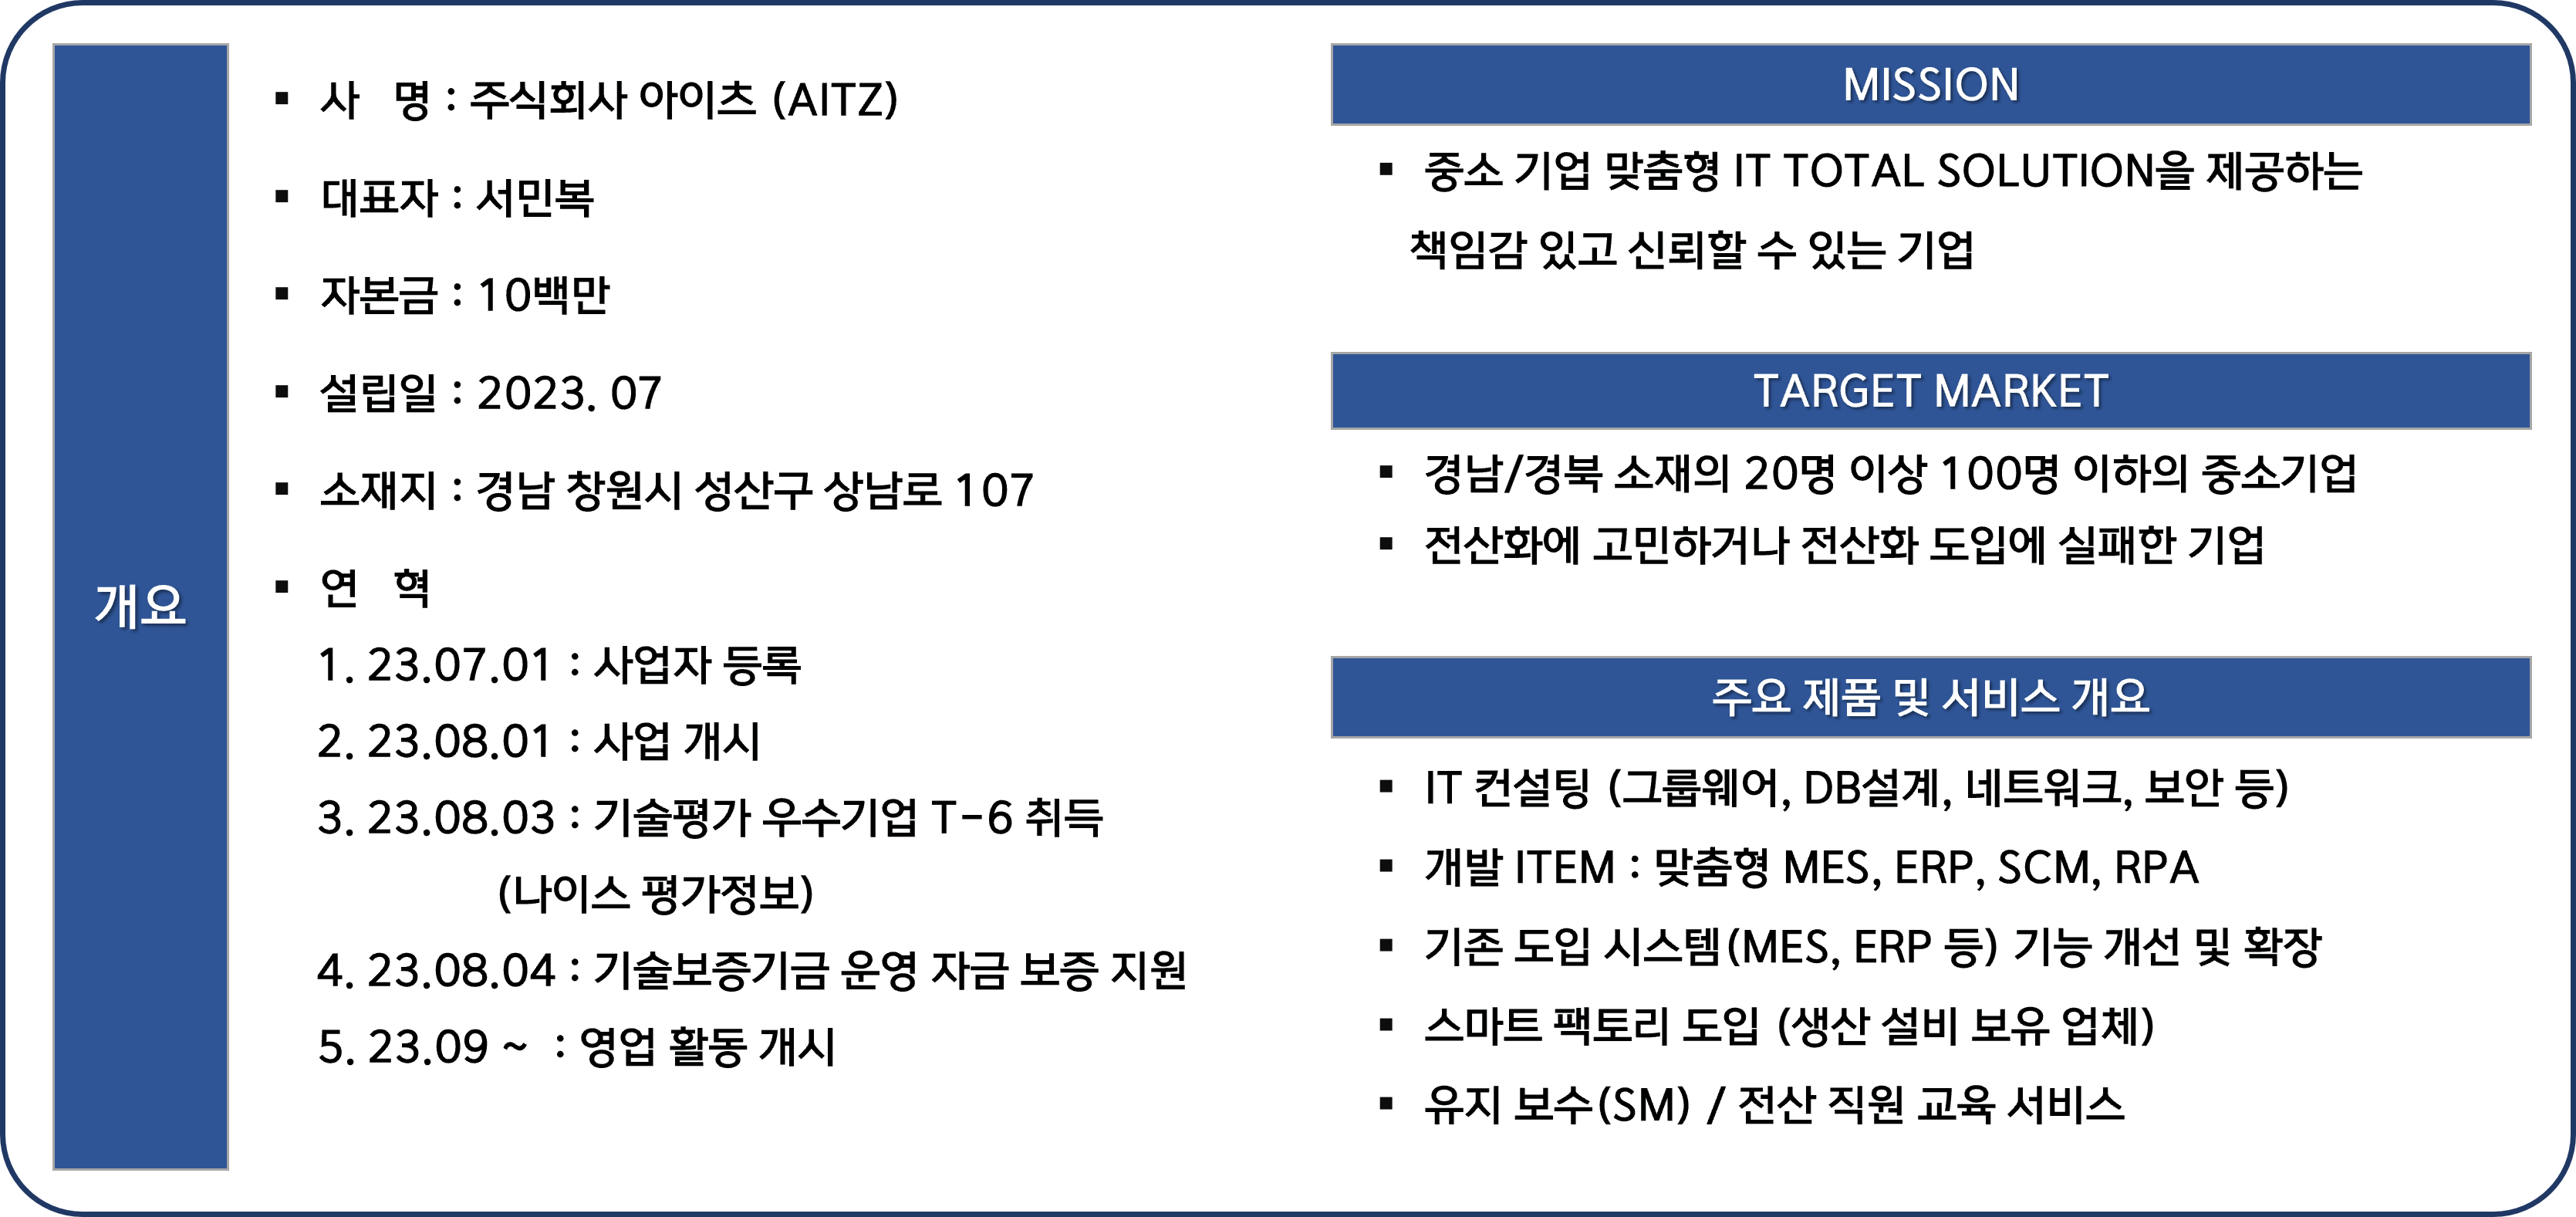 개요
▪ 사 명 : 주식회사 아이츠 (AITZ)
▪ 대표자 : 서민복
▪ 자본금 : 10백만
▪ 설립일 : 2023. 07
▪ 소재지 : 경남 창원시 성산구 상남로 107
▪ 연 혁
1. 23.07.01 : 사업자 등록
2. 23.08.01 : 사업 개시
3. 23.08.03 : 기술평가 우수기업 T-6 취득
(나이스 평가정보)
4. 23.08.04 : 기술보증기금 운영 자금 보증 지원
5. 23.09 ~ : 영업 활동 개시
MISSION
▪ 중소 기업 맞춤형 IT TOTAL SOLUTION을 제공하는
책임감 있고 신뢰할 수 있는 기업
TARGET MARKET
▪ 경남/경북 소재의 20명 이상 100명 이하의 중소기업
▪ 전산화에 고민하거나 전산화 도입에 실패한 기업
주요 제품 및 서비스 개요
▪ IT 컨설팅 (그룹웨어, DB설계, 네트워크, 보안 등)
▪ 개발 ITEM : 맞춤형 MES, ERP, SCM, RPA
▪ 기존 도입 시스템(MES, ERP 등) 기능 개선 및 확장
▪ 스마트 팩토리 도입 (생산 설비 보유 업체)
▪ 유지 보수(SM) / 전산 직원 교육 서비스